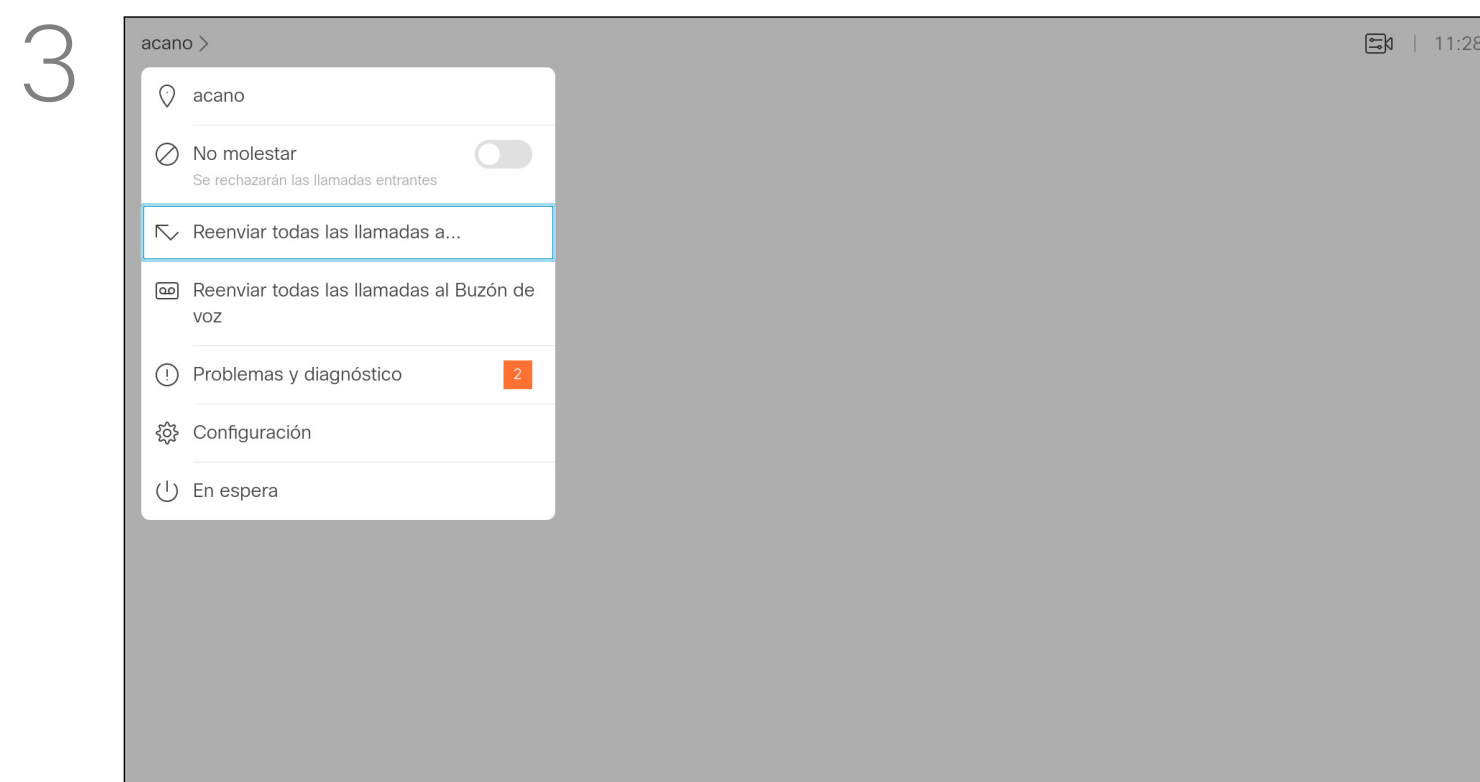 3
acano >
11:28
acano
No molestar
Se rechazarán las llamadas entrantes
Reenviar todas las llamadas a...
Reenviar todas las llamadas al Buzón de
voz
Problemas y diagnóstico
2
Configuración
En espera